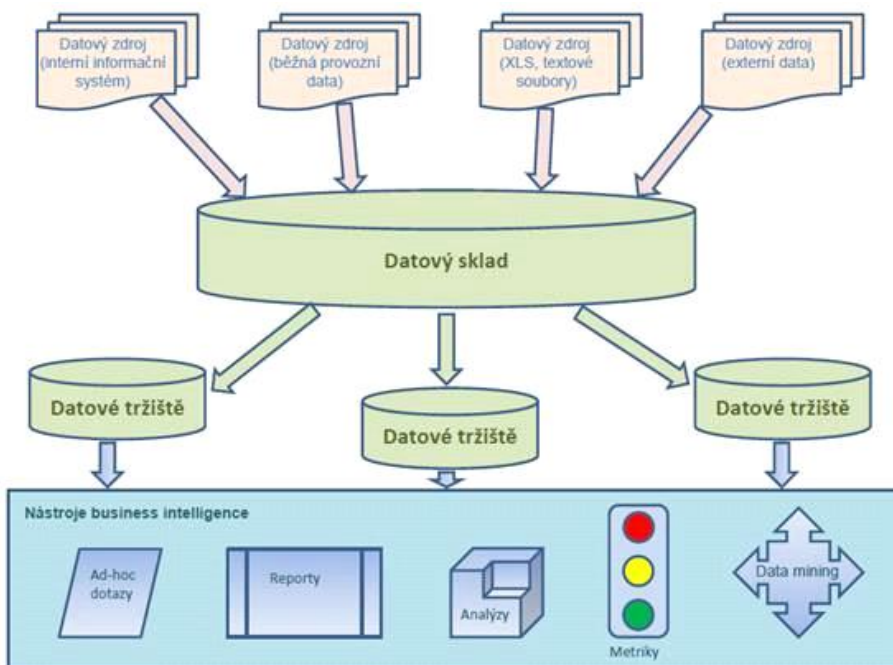 Datový zdroj
(interní informační
systém)
Datový zdroj
(běžná provozní
data)
Datový zdroj
(XLS, textové
soubory)
Datový zdroj
(externí data)
Datový sklad
Datové tržiště
Datové tržiště
Datové tržiště
Nástroje business intelligence
Ad-hoc
dotazy
Reporty
Analýzy
Metriky
Data mining